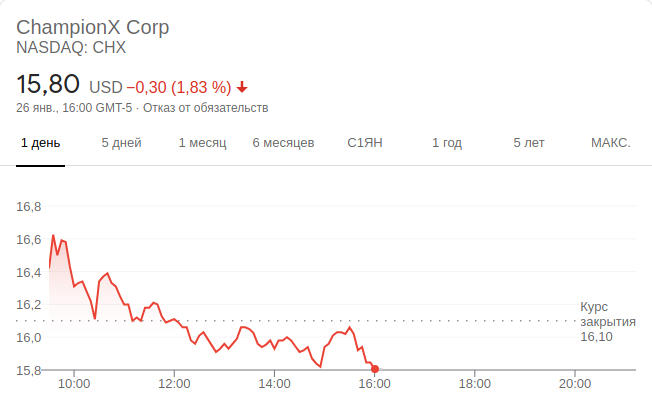 ChampionX Corp
NASDAQ: CHX
15,80 USD −0,30 (1,83 %)
26 янв., 16:00 GMT-5 · Отказ от обязательств
1 день 5 дней 1 месяц 6 месяцев С1ЯН 1 год 5 лет МАКС.
16,8
16,6
16,4
16,2
Курс
закрытия
16,10
16,0
15,8
10:00 12:00 14:00 16:00 18:00 20:00